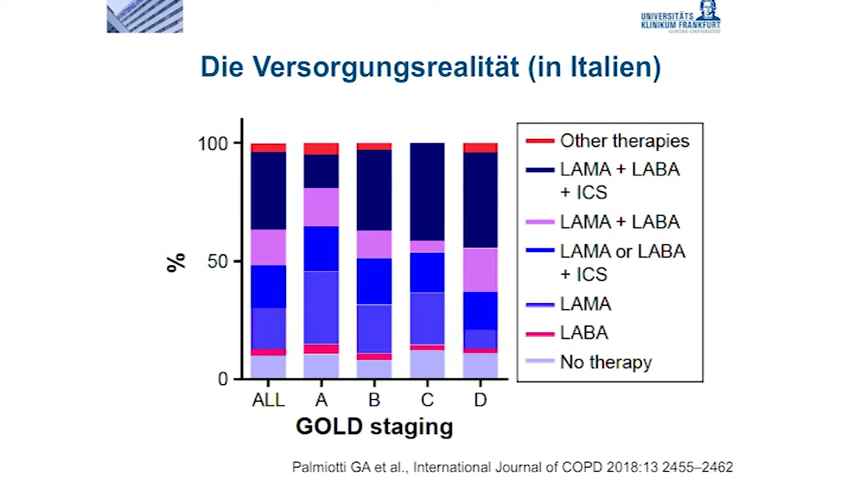 UNIVERSITÄTS
KLINIKUM FRANKFURT
GOETHE-UNIVERSITÄT
Die Versorgungsrealität (in Italien)
100
50
0
%
ALL
A
B
C
D
GOLD staging
Other therapies
LAMA + LABA
+ ICS
LAMA + LABA
LAMA or LABA
+ ICS
LAMA
LABA
No therapy
Palmiotti GA et al., International Journal of COPD 2018:13 2455–2462